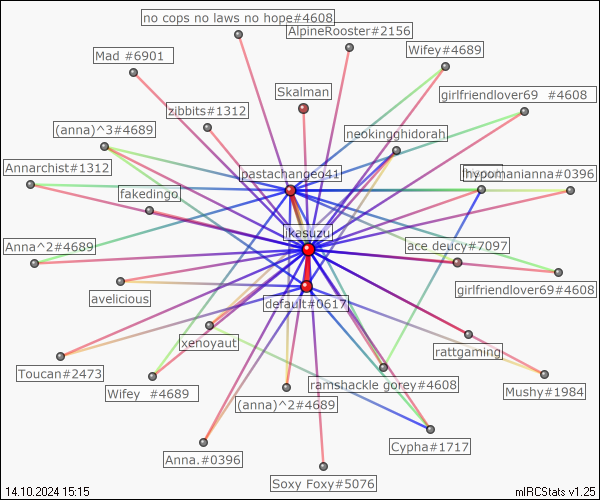 no cops no laws no hope#4608
AlpineRooster#2156
Wifey#4689
Mad #6901
girlfriendlover69 #4608
Skalman
zibbits#1312
(anna)^3#4689
neokingghidorah
Annarchist#1312
pastachangeo41
hypomanianna#0396
fakedingo
ikasuzu
Anna^2#4689
ace deucy#7097
girlfriendlover69#4608
avelicious
default#0617
xenoyaut
rattgaming
Toucan#2473
ramshackle gorey#4608
Wifey #4689
Mushy#1984
(anna)^2#4689
Cypha#1717
Anna.#0396
Soxy Foxy#5076
14.10.2024 15:15
mIRCStats v1.25